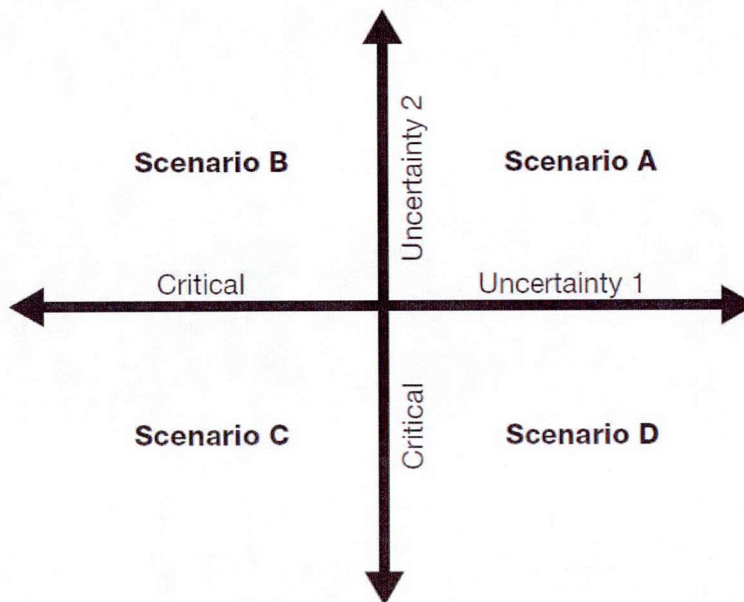 Uncertainty 2
Scenario B
Scenario A
Critical
Uncertainty 1
Critical
Scenario C
Scenario D